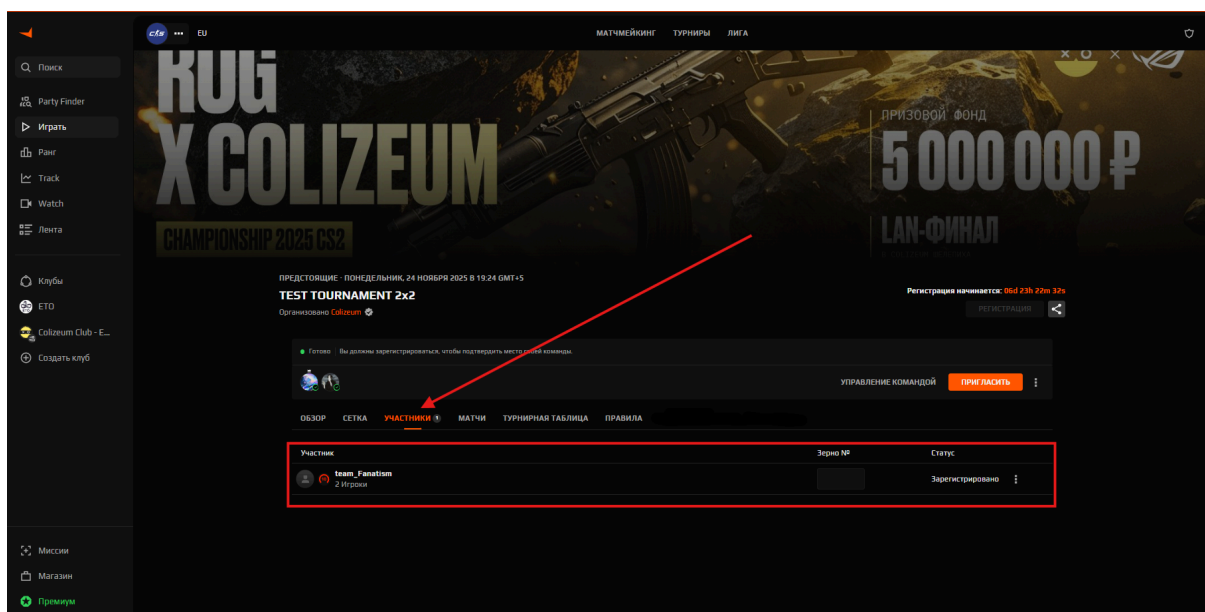 cs2 ••• EU
МАТЧМЕЙКИНГ ТУРНИРЫ ЛИГА
Поиск
Party Finder
Играть
Ранг
Track
Watch
Лента
Клубы
ETO
Colizeum Club - E...
Создать клуб
Миссии
Магазин
Премиум
ROG
X COLIZEUM
CHAMPIONSHIP 2025 CS2
ПРИЗОВОЙ ФОНД
5 000 000 ₽
LAN-ФИНАЛ
ПРЕДСТОЯЩИЕ - ПОНЕДЕЛЬНИК, 24 НОЯБРЯ 2025 В 19:24 GMT+5
TEST TOURNAMENT 2x2
Организовано Colizeum
Регистрация начинается: 06d 23h 22m 32s
РЕГИСТРАЦИЯ
Готово Вы должны зарегистрироваться, чтобы подтвердить место своей команды.
УПРАВЛЕНИЕ КОМАНДОЙ ПРИГЛАСИТЬ
ОБЗОР СЕТКА УЧАСТНИКИ 1 МАТЧИ ТУРНИРНАЯ ТАБЛИЦА ПРАВИЛА
Участник Зерно № Статус
team_Fanatism Зарегистрировано
2 Игроки